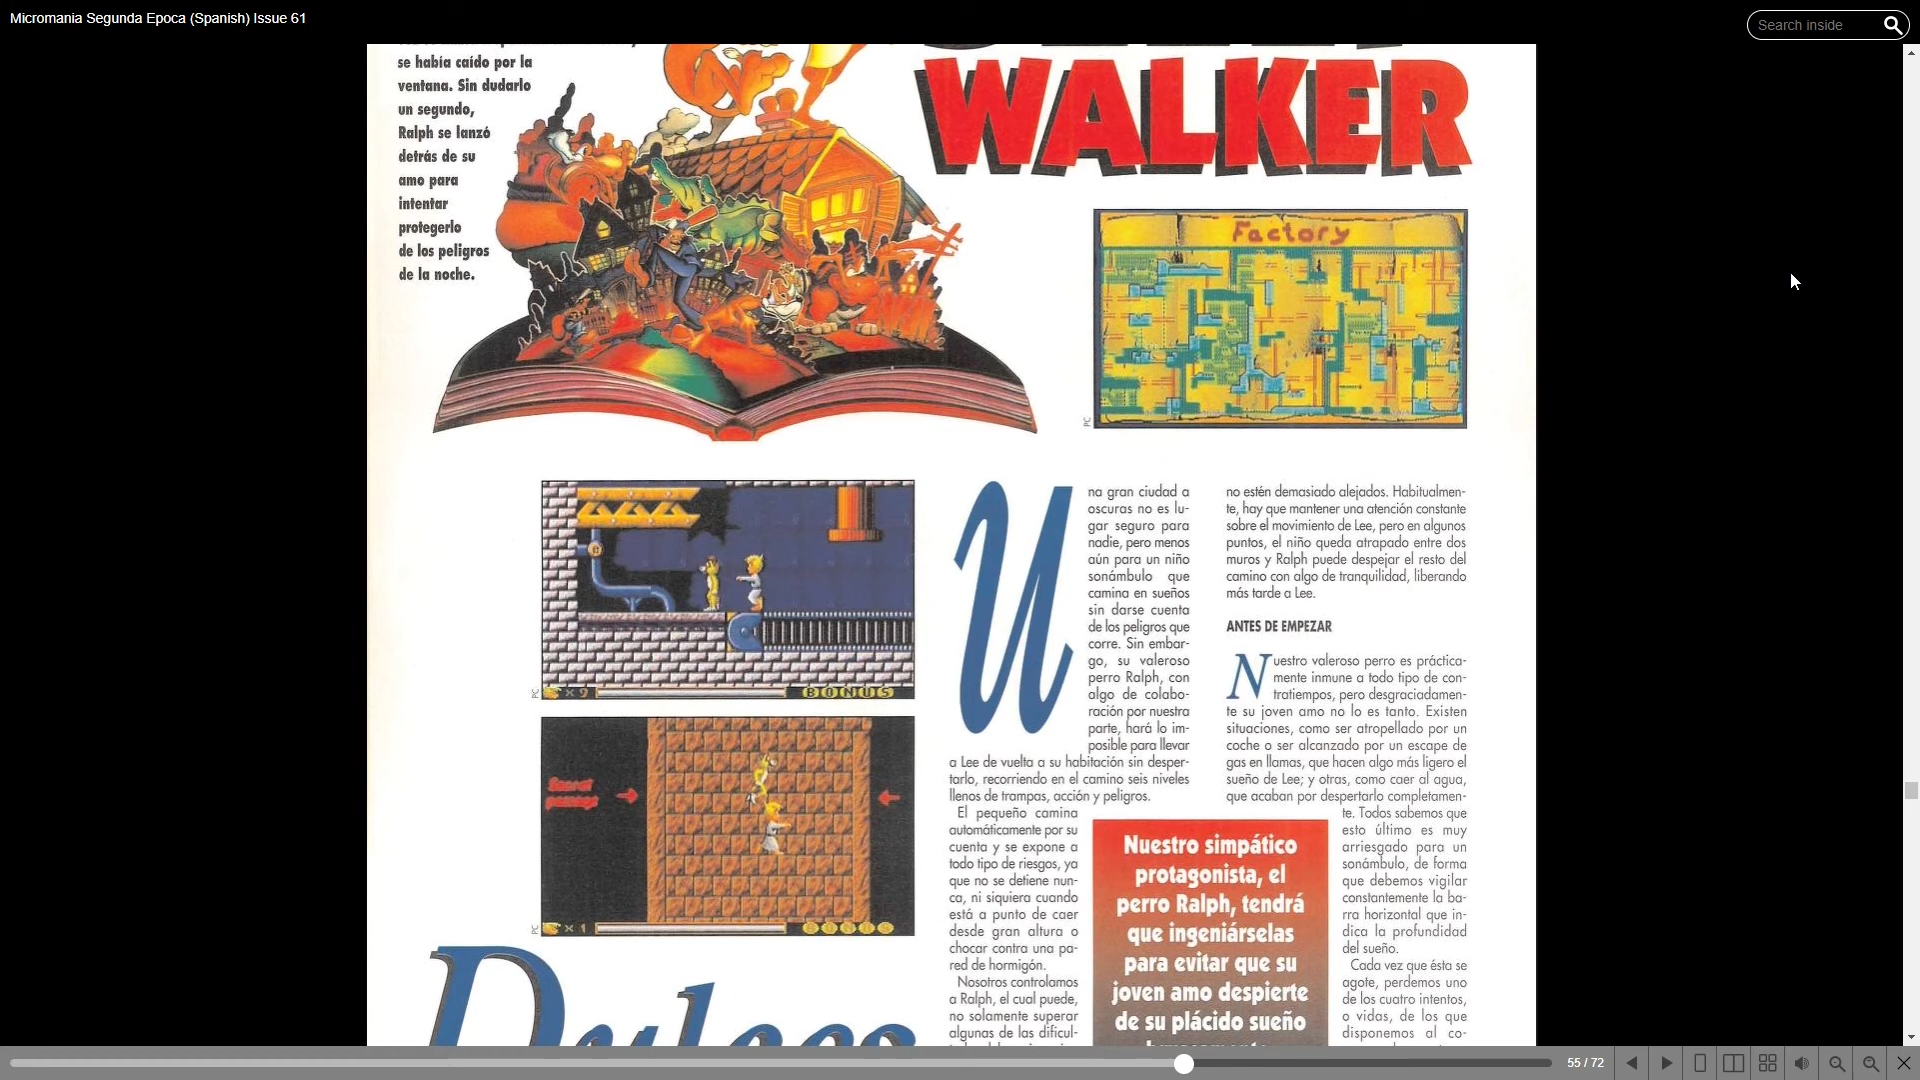 Micromania Segunda Epoca (Spanish) Issue 61
Search inside
se había caído por la
ventana. Sin dudarlo
un segundo,
Ralph se lanzó
detrás de su
amo para
intentar
protegerlo
de los peligros
de la noche.
WALKER
Factory
PC
BONUS
× 9
PC
Secret
passage
× 1
BONUS
PC
Una gran ciudad a
oscuras no es lu-
gar seguro para
nadie, pero menos
aún para un niño
sonámbulo que
camina en sueños
sin darse cuenta
de los peligros que
corre. Sin embar-
go, su valeroso
perro Ralph, con
algo de colabo-
ración por nuestra
parte, hará lo im-
posible para llevar
a Lee de vuelta a su habitación sin desper-
tarlo, recorriendo en el camino seis niveles
llenos de trampas, acción y peligros.
El pequeño camina
automáticamente por su
cuenta y se expone a
todo tipo de riesgos, ya
que no se detiene nun-
ca, ni siquiera cuando
está a punto de caer
desde gran altura o
chocar contra una pa-
red de hormigón.
Nosotros controlamos
a Ralph, el cual puede,
no solamente superar
algunas de las dificul-
Nuestro simpático
protagonista, el
perro Ralph, tendrá
que ingeniárselas
para evitar que su
joven amo despierte
de su plácido sueño
no estén demasiado alejados. Habitualmen-
te, hay que mantener una atención constante
sobre el movimiento de Lee, pero en algunos
puntos, el niño queda atrapado entre dos
muros y Ralph puede despejar el resto del
camino con algo de tranquilidad, liberando
más tarde a Lee.
ANTES DE EMPEZAR
Nuestro valeroso perro es práctica-
mente inmune a todo tipo de con-
tratiempos, pero desgraciadamen-
te su joven amo no lo es tanto. Existen
situaciones, como ser atropellado por un
coche o ser alcanzado por un escape de
gas en llamas, que hacen algo más ligero el
sueño de Lee; y otras, como caer al agua,
que acaban por despertarlo completamen-
te. Todos sabemos que
esto último es muy
arriesgado para un
sonámbulo, de forma
que debemos vigilar
constantemente la ba-
rra horizontal que in-
dica la profundidad
del sueño.
Cada vez que ésta se
agote, perdemos uno
de los cuatro intentos,
o vidas, de los que
disponemos al co-
Dulces
55 / 72